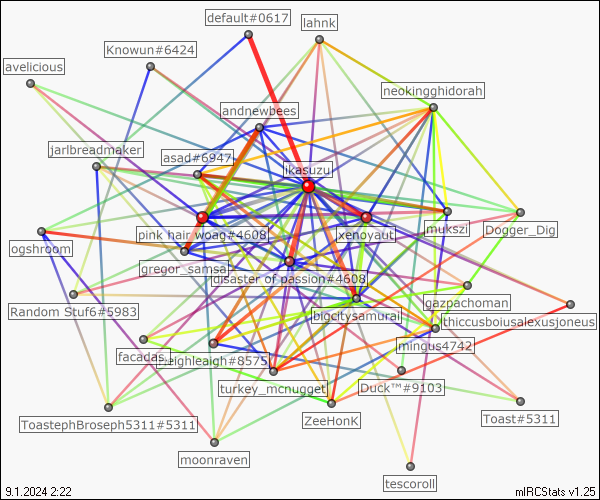 default#0617
lahnk
Knowun#6424
avelicious
neokingghidorah
andnewbees
jarlbreadmaker
asad#6947
ikasuzu
pink hair, woag#4608
xenoyaut
mukszi
Dogger_Dig
ogshroom
gregor_samsa
disaster of passion#4608
gazpachoman
Random Stuf6#5983
bigcitysamuraj
thiccusboiusalexusjoneus
facadas_
leighleaigh#8575
mingus4742
turkey_mcnugget
Duck™#9103
ToastephBroseph5311#5311
ZeeHonK
Toast#5311
moonraven
tescoroll
9.1.2024 2:22
mIRCStats v1.25